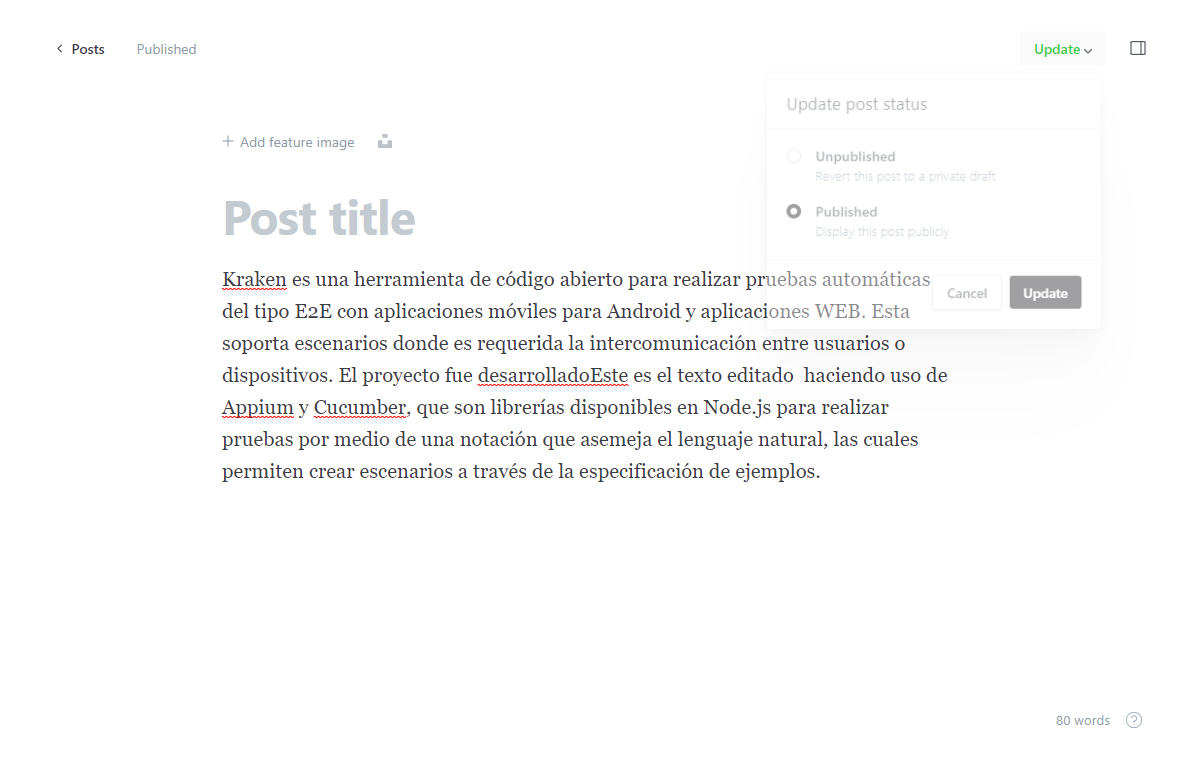 Posts
Published
Update
Update post status
Unpublished
Revert this post to a private draft
Published
Display this post publicly
Cancel
Update
Add feature image
Post title
Kraken es una herramienta de código abierto para realizar pruebas automáticas
del tipo E2E con aplicaciones móviles para Android y aplicaciones WEB. Esta
soporta escenarios donde es requerida la intercomunicación entre usuarios o
dispositivos. El proyecto fue desarrolladoEste es el texto editado  haciendo uso de
Appium y Cucumber, que son librerías disponibles en Node.js para realizar
pruebas por medio de una notación que asemeja el lenguaje natural, las cuales
permiten crear escenarios a través de la especificación de ejemplos.
80 words
?